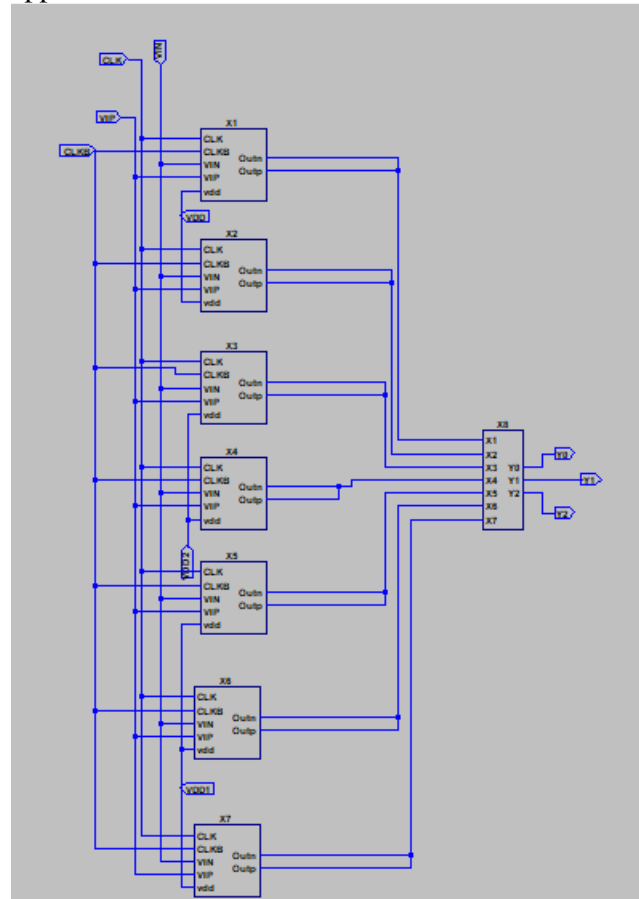 CLK
VIN
VIP
CLKB
X1
CLK
CLKB
VIN
VIP
vdd
Outn
Outp
VDD
X2
CLK
CLKB
VIN
VIP
vdd
Outn
Outp
X3
CLK
CLKB
VIN
VIP
vdd
Outn
Outp
X4
CLK
CLKB
VIN
VIP
vdd
Outn
Outp
VDD2
X5
CLK
CLKB
VIN
VIP
vdd
Outn
Outp
X6
CLK
CLKB
VIN
VIP
vdd
Outn
Outp
VDD1
X7
CLK
CLKB
VIN
VIP
vdd
Outn
Outp
X1
X2
X3 Y0
X4 Y1
X5 Y2
X6
X7
Y0
Y1
Y2